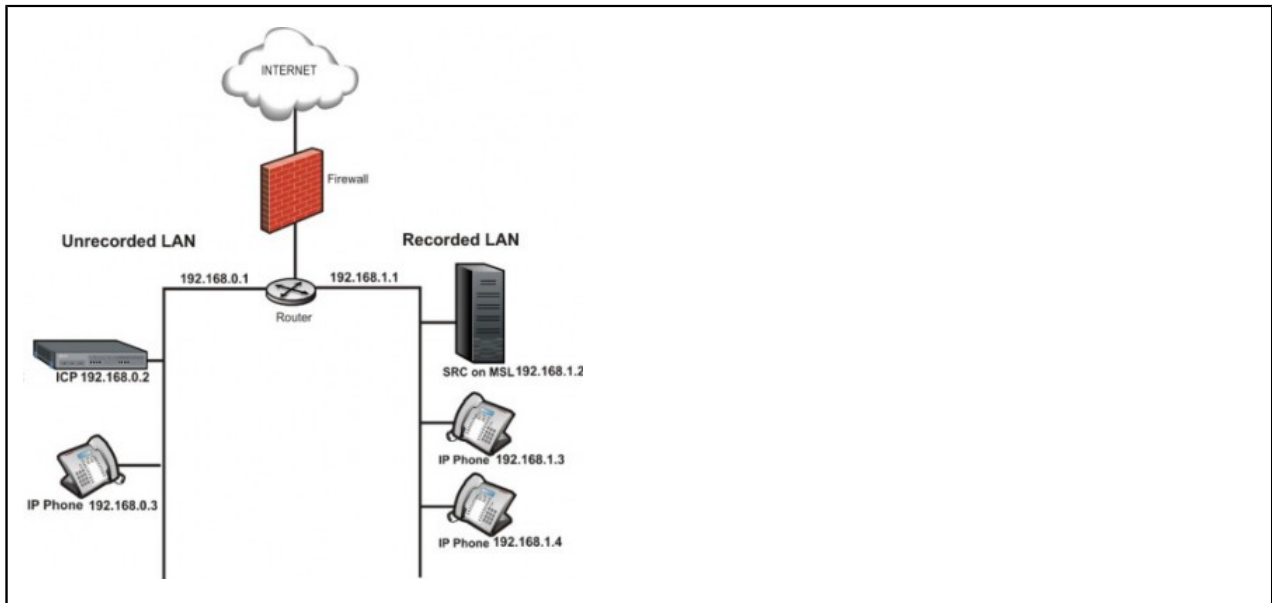 INTERNET
Firewall
Unrecorded LAN
Recorded LAN
192.168.0.1
192.168.1.1
Router
ICP 192.168.0.2
SRC on MSL 192.168.1.2
IP Phone 192.168.1.3
IP Phone 192.168.0.3
IP Phone 192.168.1.4